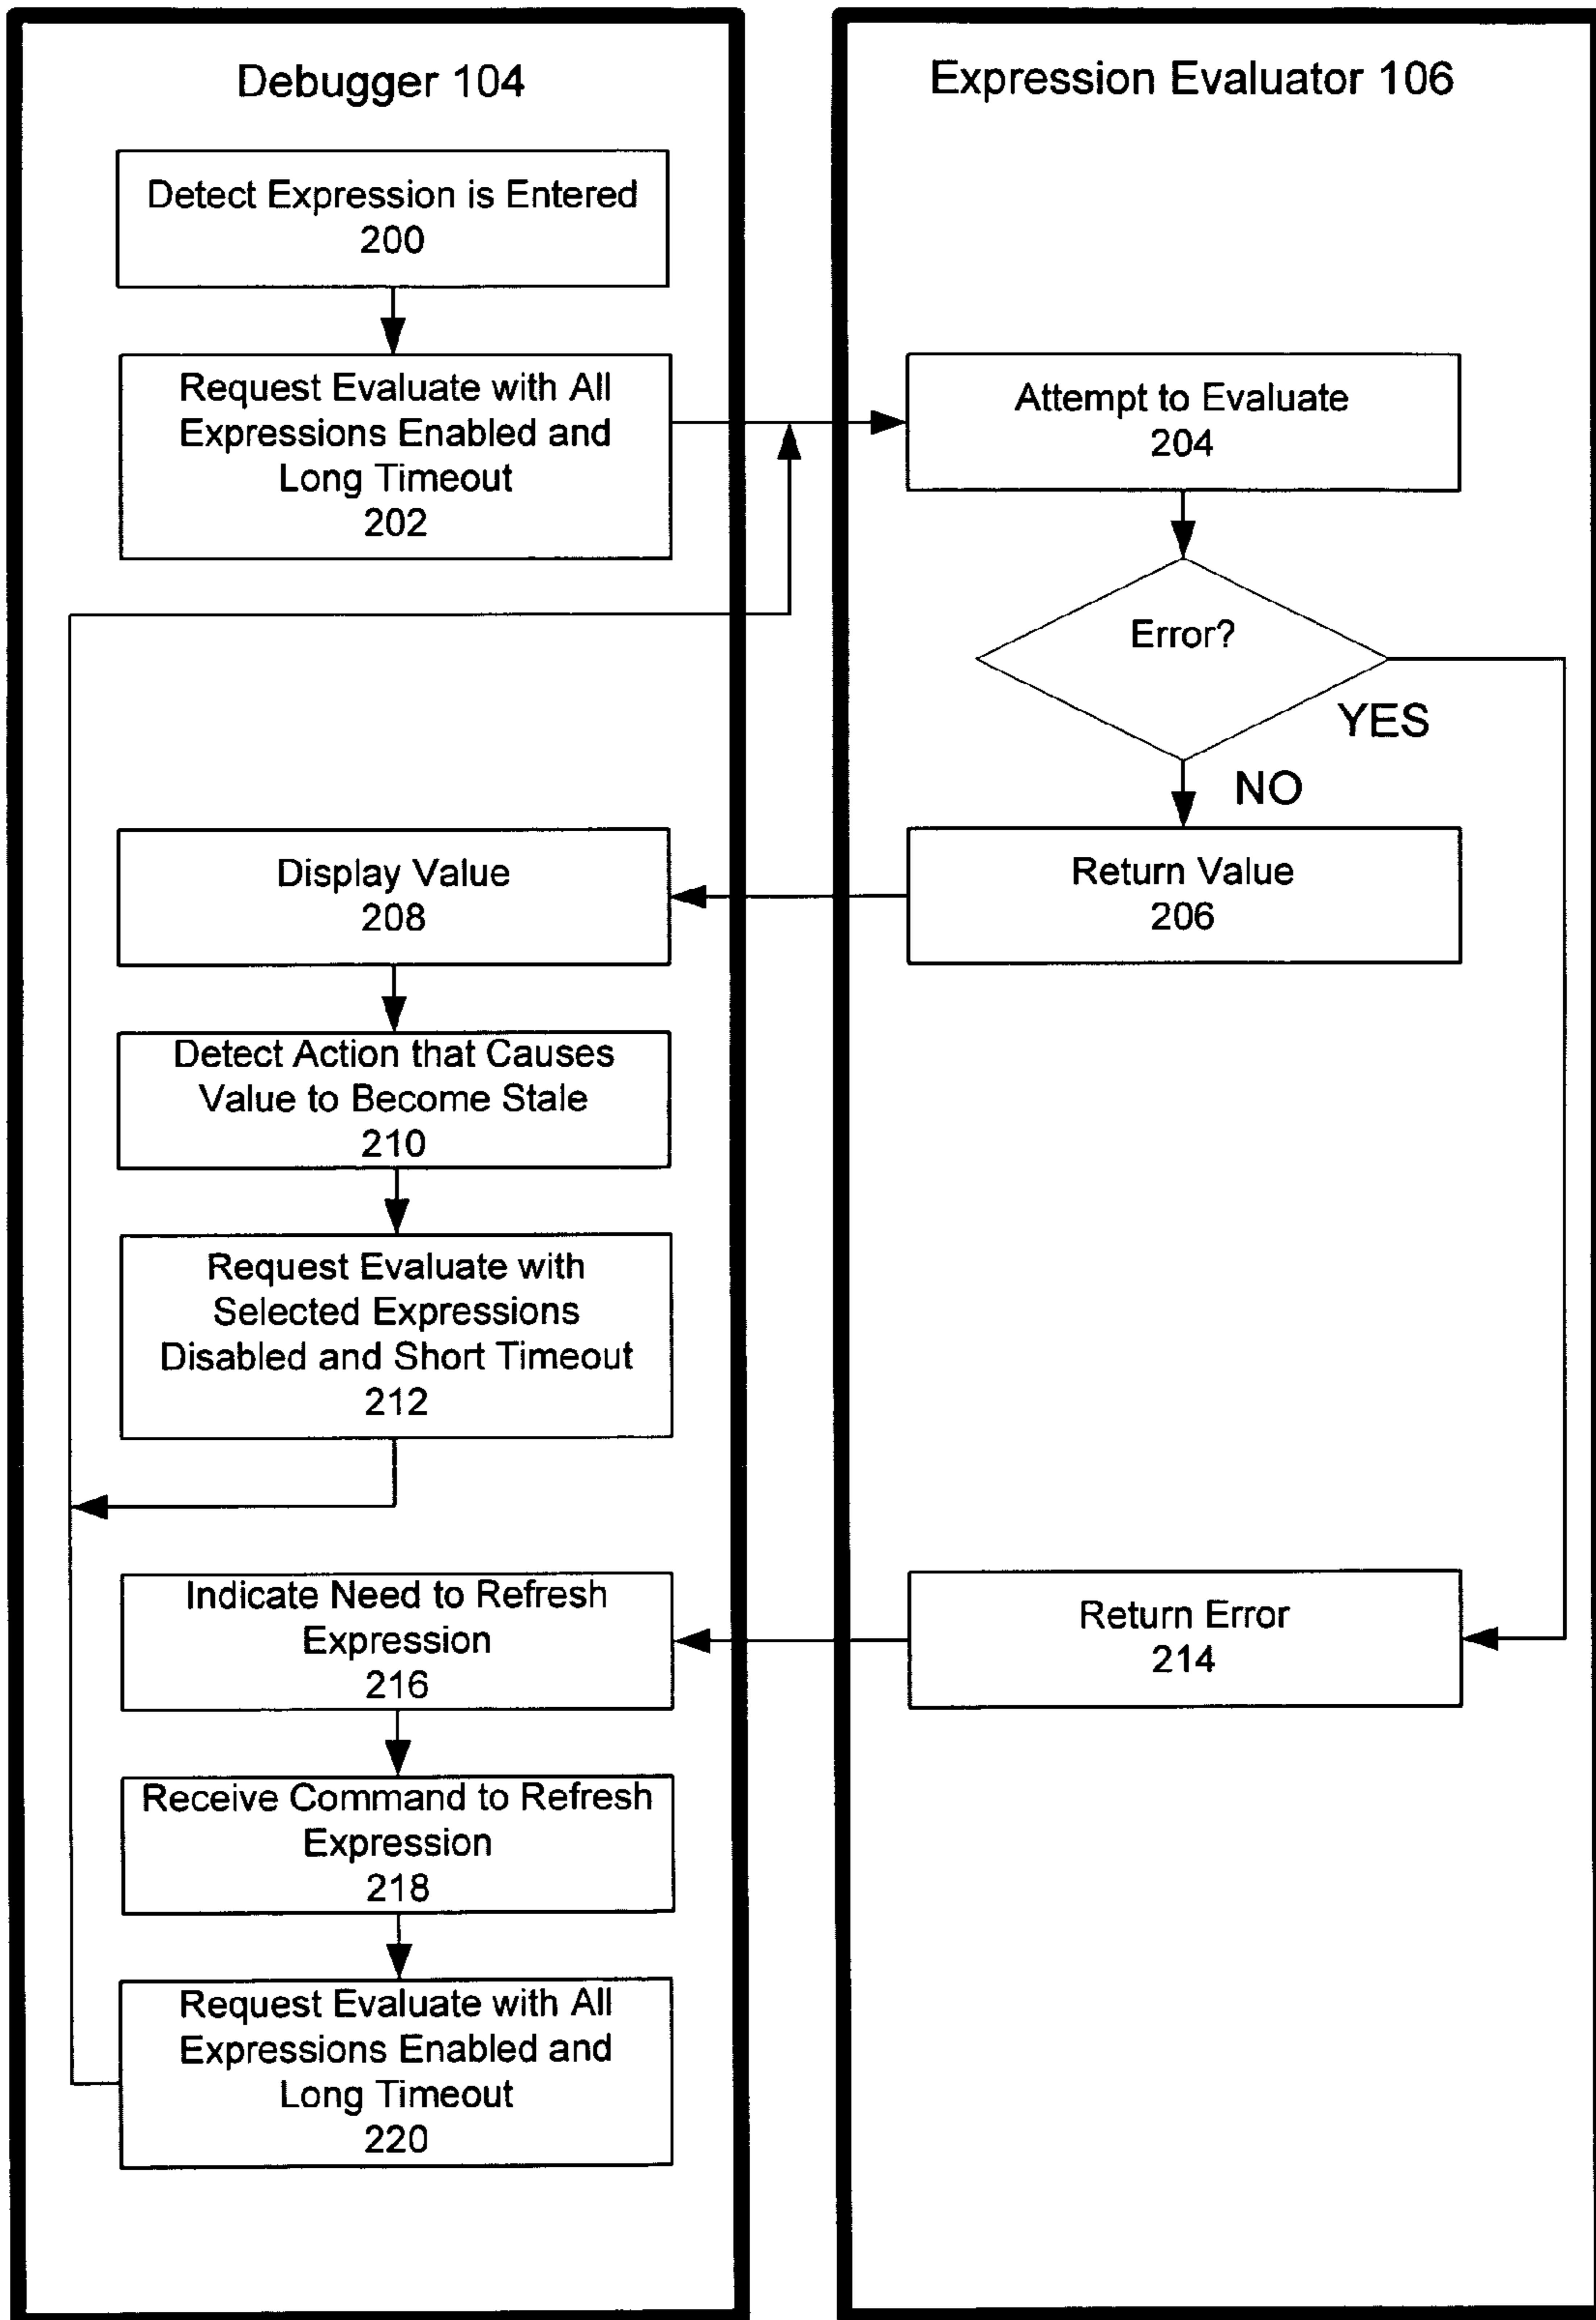 Debugger 104
Detect Expression is Entered
200
Request Evaluate with All
Expressions Enabled and
Long Timeout
202
Display Value
208
Detect Action that Causes
Value to Become Stale
210
Request Evaluate with
Selected Expressions
Disabled and Short Timeout
212
Indicate Need to Refresh
Expression
216
Receive Command to Refresh
Expression
218
Request Evaluate with All
Expressions Enabled and
Long Timeout
220
Expression Evaluator 106
Attempt to Evaluate
204
Error?
YES
NO
Return Value
206
Return Error
214